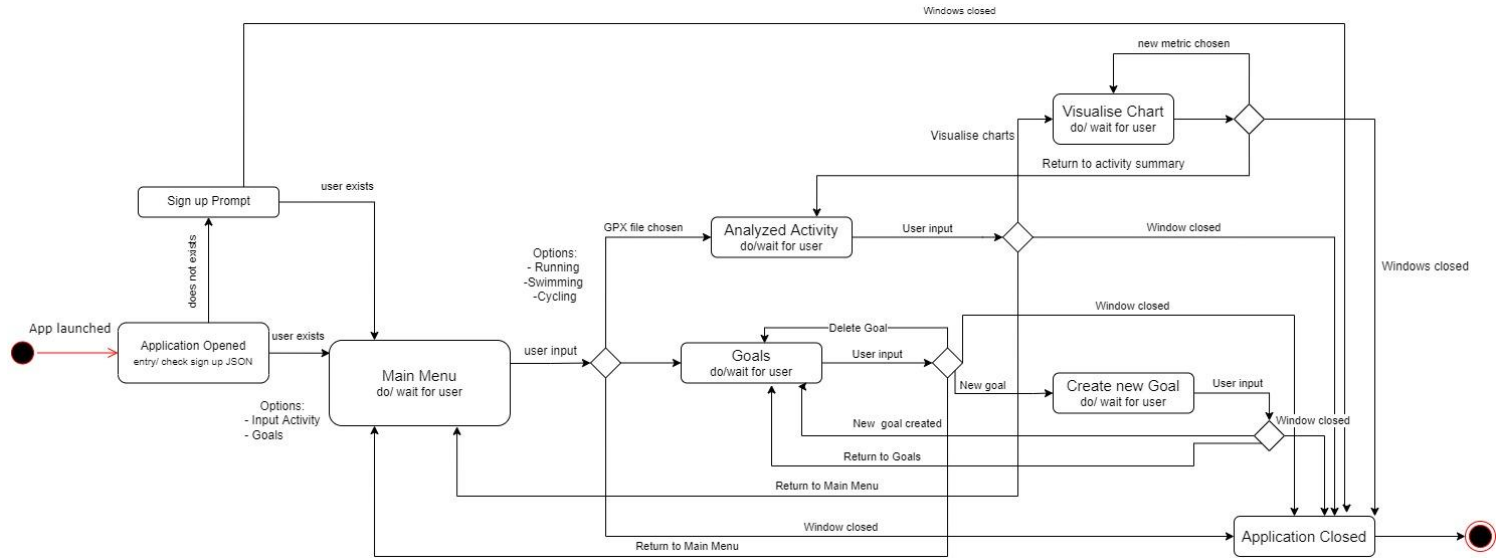 Windows closed
new metric chosen
Visualise Chart
do/ wait for user
Visualise charts
Return to activity summary
Sign up Prompt
user exists
GPX file chosen
Analyzed Activity
do/wait for user
User input
Window closed
Options:
- Running
-Swimming
-Cycling
Windows closed
does not exists
App launched
Application Opened
entry/ check sign up JSON
user exists
Main Menu
do/ wait for user
user input
Options:
- Input Activity
- Goals
Delete Goal
Window closed
Goals
do/wait for user
User input
New goal
Create new Goal
do/ wait for user
User input
New goal created
Window closed
Return to Goals
Return to Main Menu
Window closed
Return to Main Menu
Application Closed